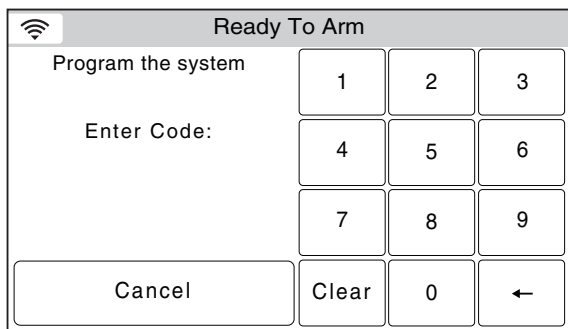 Ready To Arm
Program the system
1 2 3
Enter Code:
4 5 6
7 8 9
Cancel Clear 0 ←